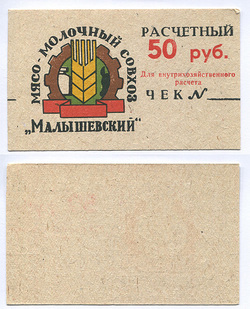 МЯСО-МОЛОЧНЫЙ СОВХОЗ
„МАЛЫШЕВСКИЙ“
РАСЧЕТНЫЙ
50 руб.
Для внутрихозяйственного
расчета
ЧЕК №